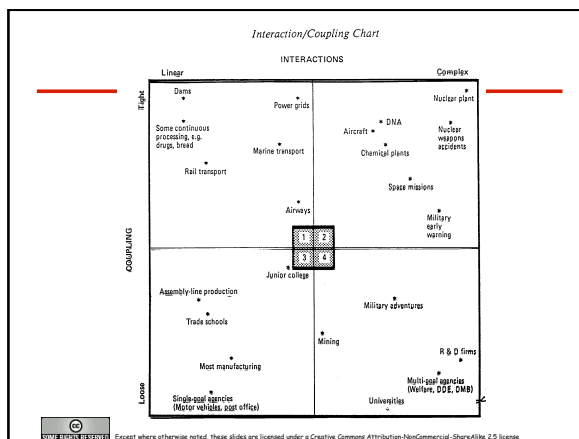 Interaction/Coupling Chart
INTERACTIONS
Linear
Complex
Tight
COUPLING
Loose
Dams
Power grids
Nuclear plant
Some continuous
processing, e.g.
drugs, bread
DNA
Aircraft
Nuclear
weapons
accidents
Marine transport
Chemical plants
Rail transport
Space missions
Airways
Military
early
warning
1 2
3 4
Junior college
Assembly-line production
Military adventures
Trade schools
Mining
Most manufacturing
R & D firms
Multi-goal agencies
(Welfare, DOE, OMB)
Single-goal agencies
(Motor vehicles, post office)
Universities
cc
SOME RIGHTS RESERVED
Except where otherwise noted, these slides are licensed under a Creative Commons Attribution-NonCommercial-ShareAlike 2.5 license